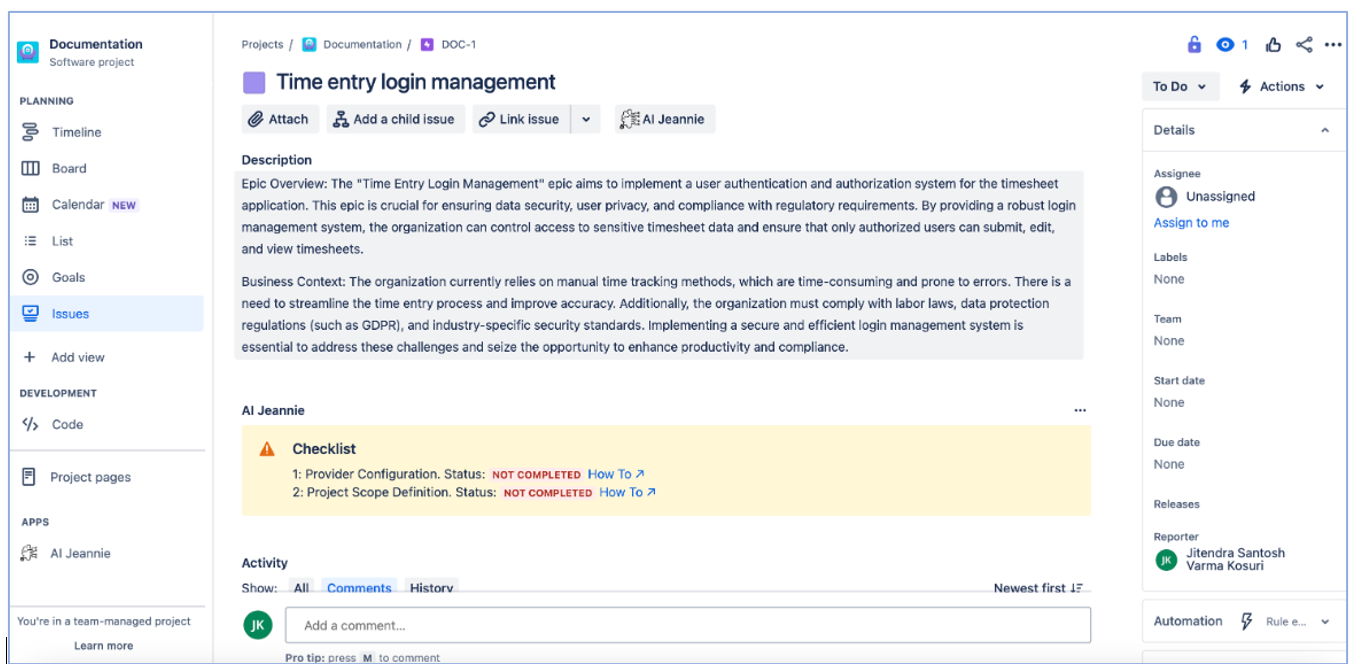 Documentation
Software project
PLANNING
Timeline
Board
Calendar NEW
List
Goals
Issues
Add view
DEVELOPMENT
Code
Project pages
APPS
AI Jeannie
You're in a team-managed project
Learn more
Projects / Documentation / DOC-1
Time entry login management
Attach Add a child issue Link issue AI Jeannie
Description
Epic Overview: The "Time Entry Login Management" epic aims to implement a user authentication and authorization system for the timesheet
application. This epic is crucial for ensuring data security, user privacy, and compliance with regulatory requirements. By providing a robust login
management system, the organization can control access to sensitive timesheet data and ensure that only authorized users can submit, edit,
and view timesheets.
Business Context: The organization currently relies on manual time tracking methods, which are time-consuming and prone to errors. There is a
need to streamline the time entry process and improve accuracy. Additionally, the organization must comply with labor laws, data protection
regulations (such as GDPR), and industry-specific security standards. Implementing a secure and efficient login management system is
essential to address these challenges and seize the opportunity to enhance productivity and compliance.
AI Jeannie
Checklist
1: Provider Configuration. Status: NOT COMPLETED How To ↗
2: Project Scope Definition. Status: NOT COMPLETED How To ↗
Activity
Show: All Comments History Newest first
JK Add a comment...
Pro tip: press M to comment
1
To Do Actions
Details
Assignee
Unassigned
Assign to me
Labels
None
Team
None
Start date
None
Due date
None
Releases
Reporter
JK Jitendra Santosh
Varma Kosuri
Automation Rule e...